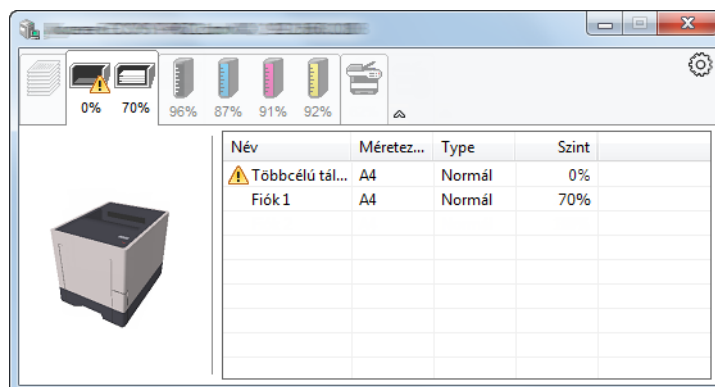 0% 70% 96% 87% 91% 92%
Név Méretez... Type Szint
Többcélú tál... A4 Normál 0%
Fiók 1 A4 Normál 70%